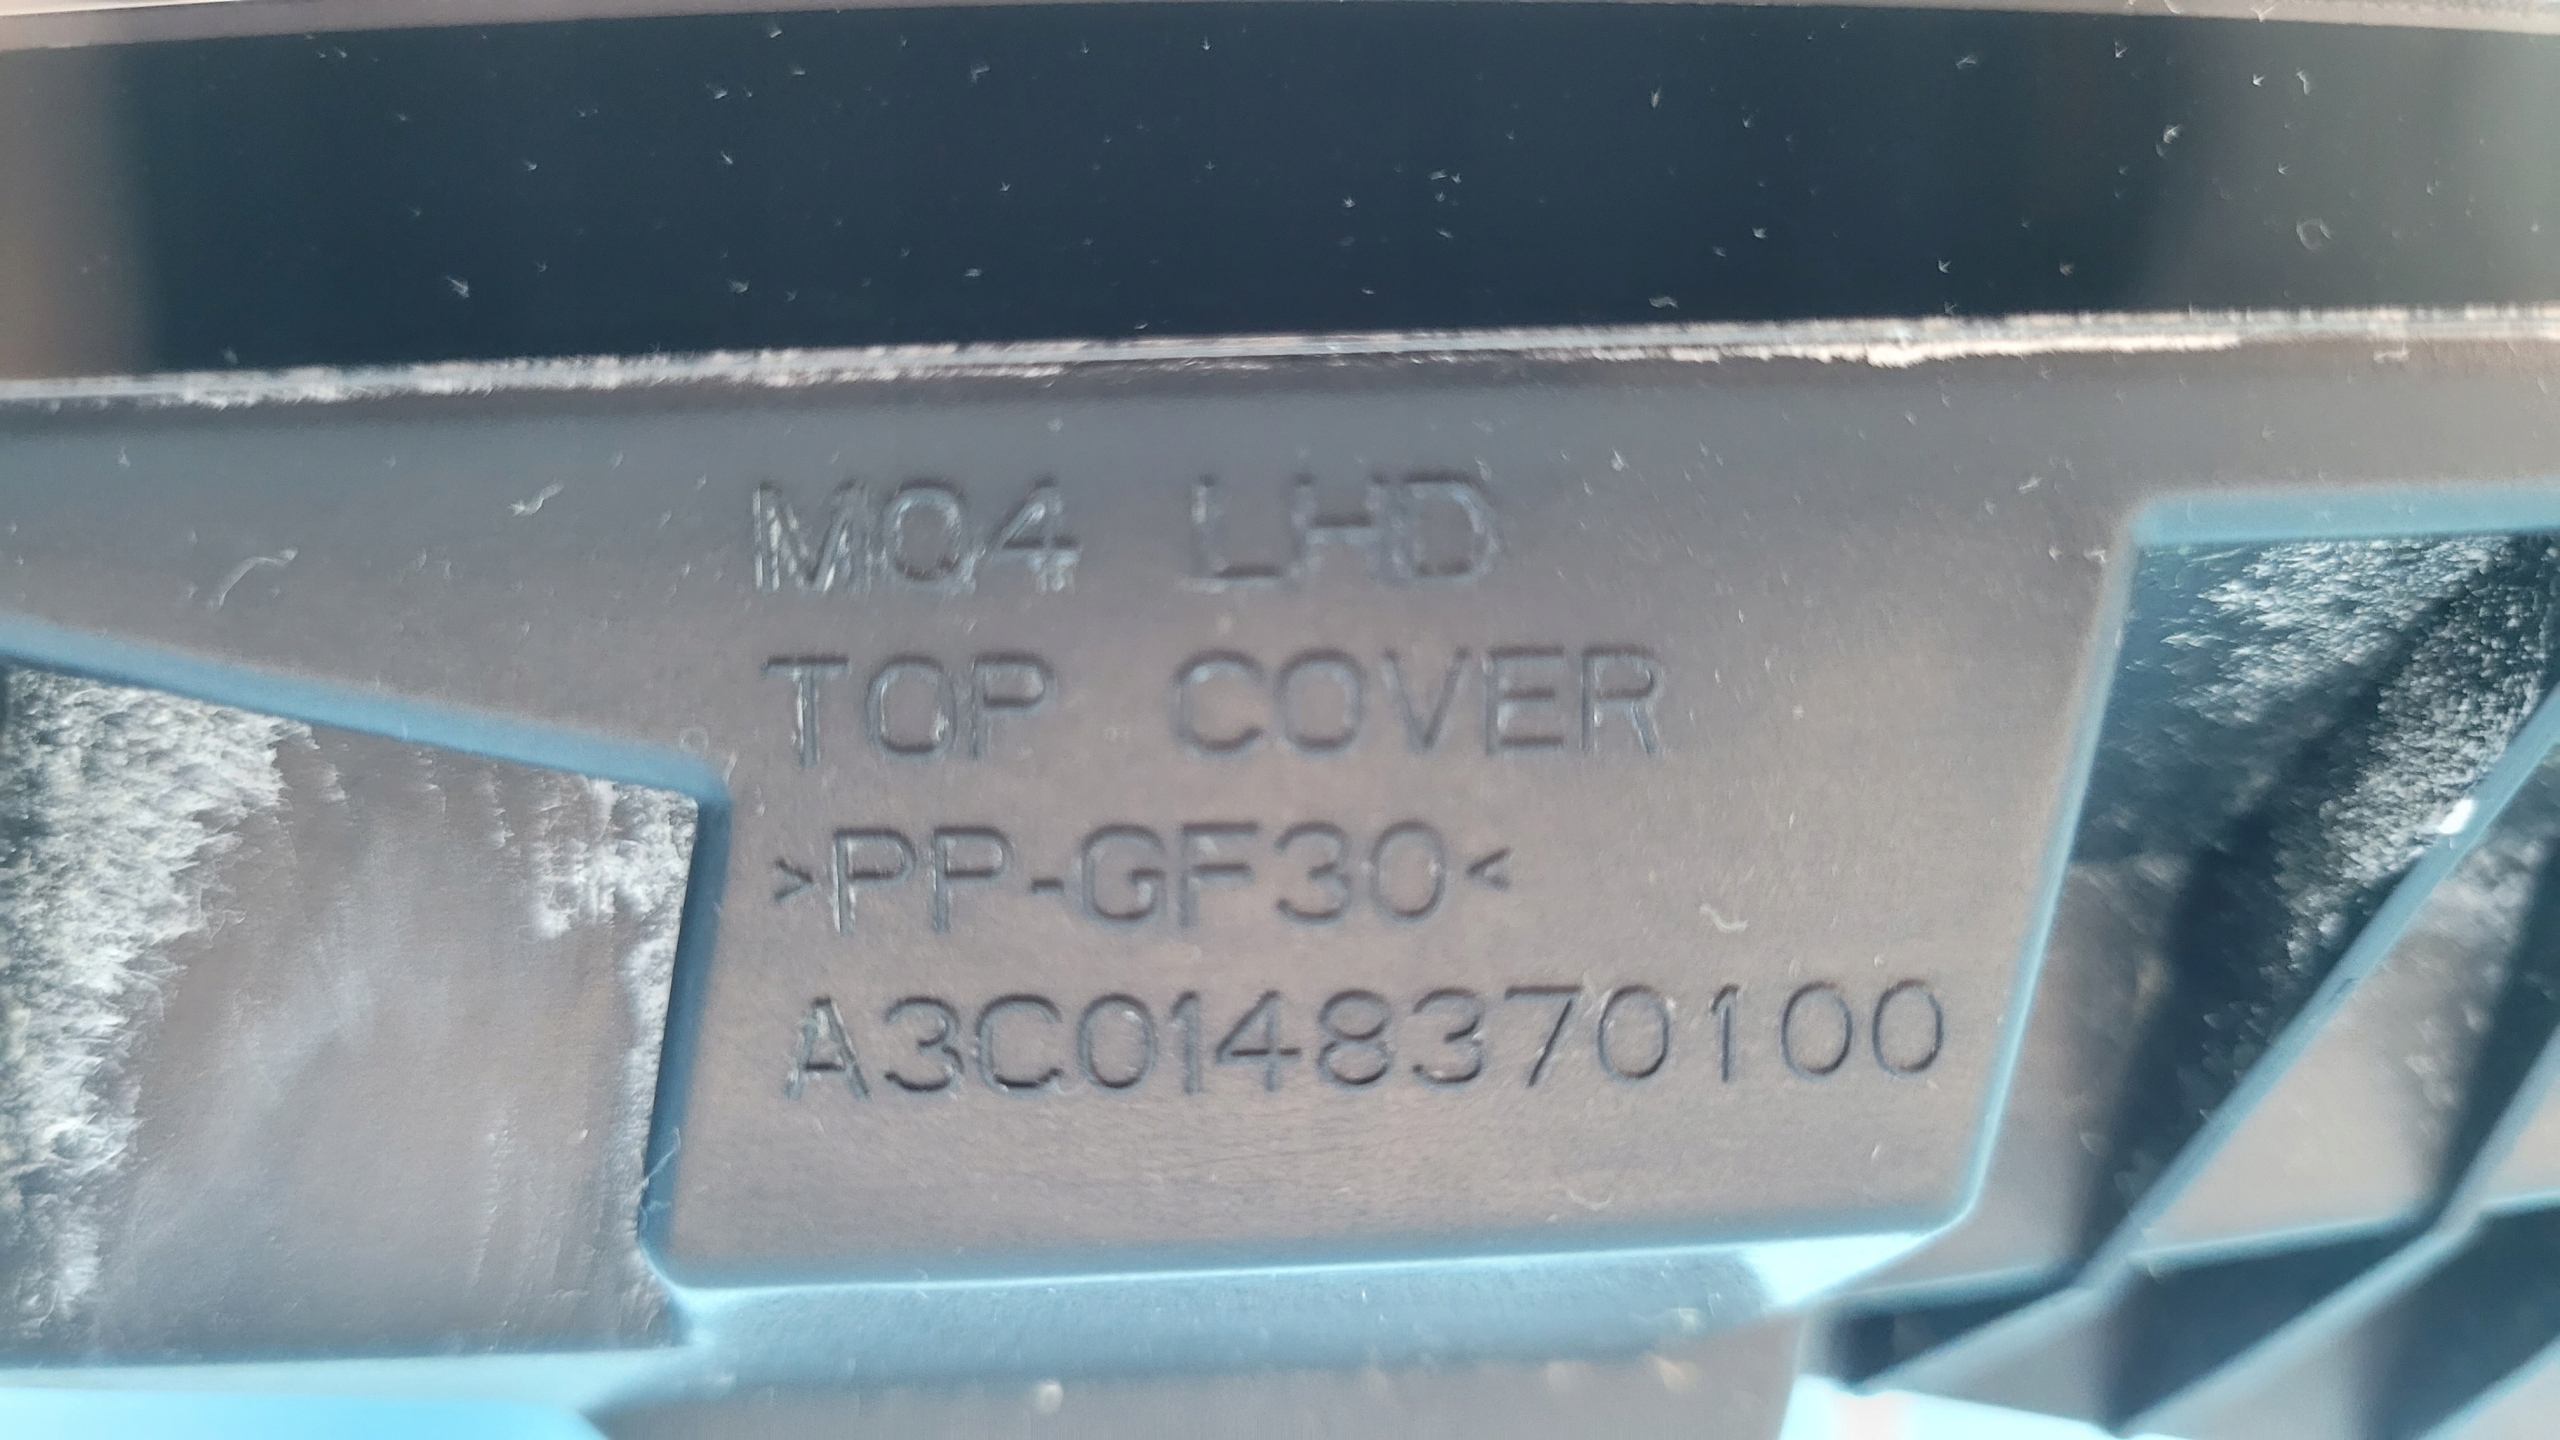 MQ4 LHD
TOP COVER
>PP-GF30<
A3C0148370100